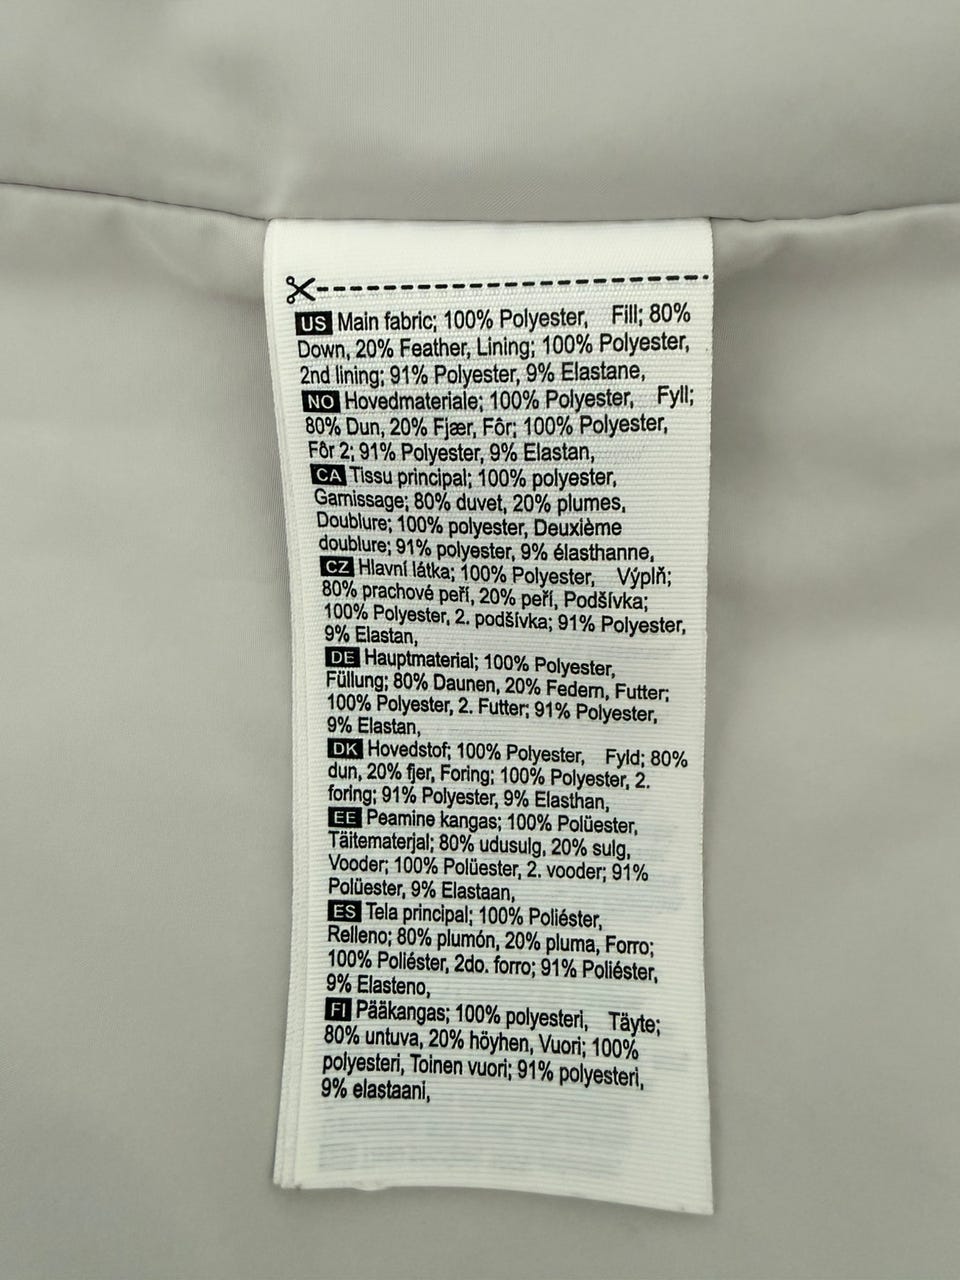 US Main fabric; 100% Polyester, Fill; 80%
Down, 20% Feather, Lining; 100% Polyester,
2nd lining; 91% Polyester, 9% Elastane,
NO Hovedmateriale; 100% Polyester, Fyll;
80% Dun, 20% Fjær, Fôr; 100% Polyester,
Fôr 2; 91% Polyester, 9% Elastan,
CA Tissu principal; 100% polyester,
Garnissage; 80% duvet, 20% plumes,
Doublure; 100% polyester, Deuxième
doublure; 91% polyester, 9% élasthanne,
CZ Hlavní látka; 100% Polyester, Výplň;
80% prachové peří, 20% peří, Podšívka;
100% Polyester, 2. podšívka; 91% Polyester,
9% Elastan,
DE Hauptmaterial; 100% Polyester,
Füllung; 80% Daunen, 20% Federn, Futter;
100% Polyester, 2. Futter; 91% Polyester,
9% Elastan,
DK Hovedstof; 100% Polyester, Fyld; 80%
dun, 20% fjer, Foring; 100% Polyester, 2.
foring; 91% Polyester, 9% Elasthan,
EE Peamine kangas; 100% Polüester,
Täitematerjal; 80% udusulg, 20% sulg,
Vooder; 100% Polüester, 2. vooder; 91%
Polüester, 9% Elastaan,
ES Tela principal; 100% Poliéster,
Relleno; 80% plumón, 20% pluma, Forro;
100% Poliéster, 2do. forro; 91% Poliéster,
9% Elasteno,
FI Pääkangas; 100% polyesteri, Täyte;
80% untuva, 20% höyhen, Vuori; 100%
polyesteri, Toinen vuori; 91% polyesteri,
9% elastaani,